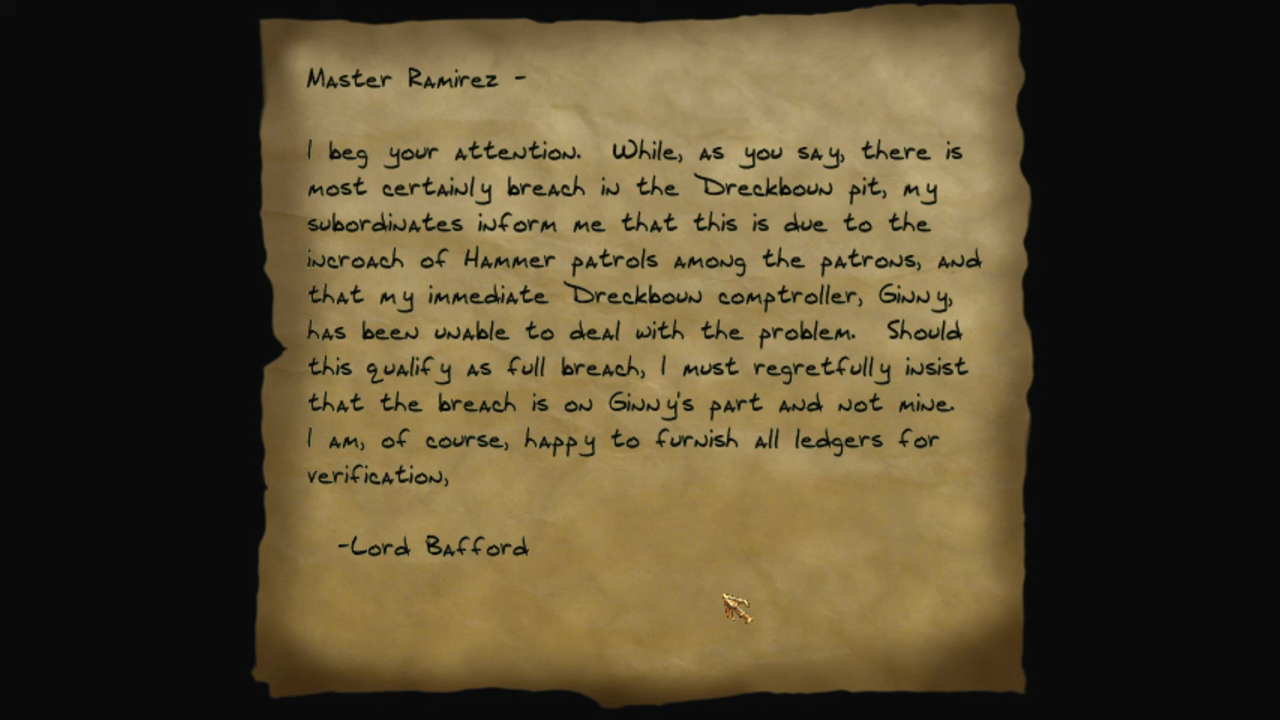 Master Ramirez -
I beg your attention. While, as you say, there is
most certainly breach in the Dreckboun pit, my
subordinates inform me that this is due to the
incroach of Hammer patrols among the patrons, and
that my immediate Dreckboun comptroller, Ginny,
has been unable to deal with the problem. Should
this qualify as full breach, I must regretfully insist
that the breach is on Ginny's part and not mine.
I am, of course, happy to furnish all ledgers for
verification,
-Lord Bafford